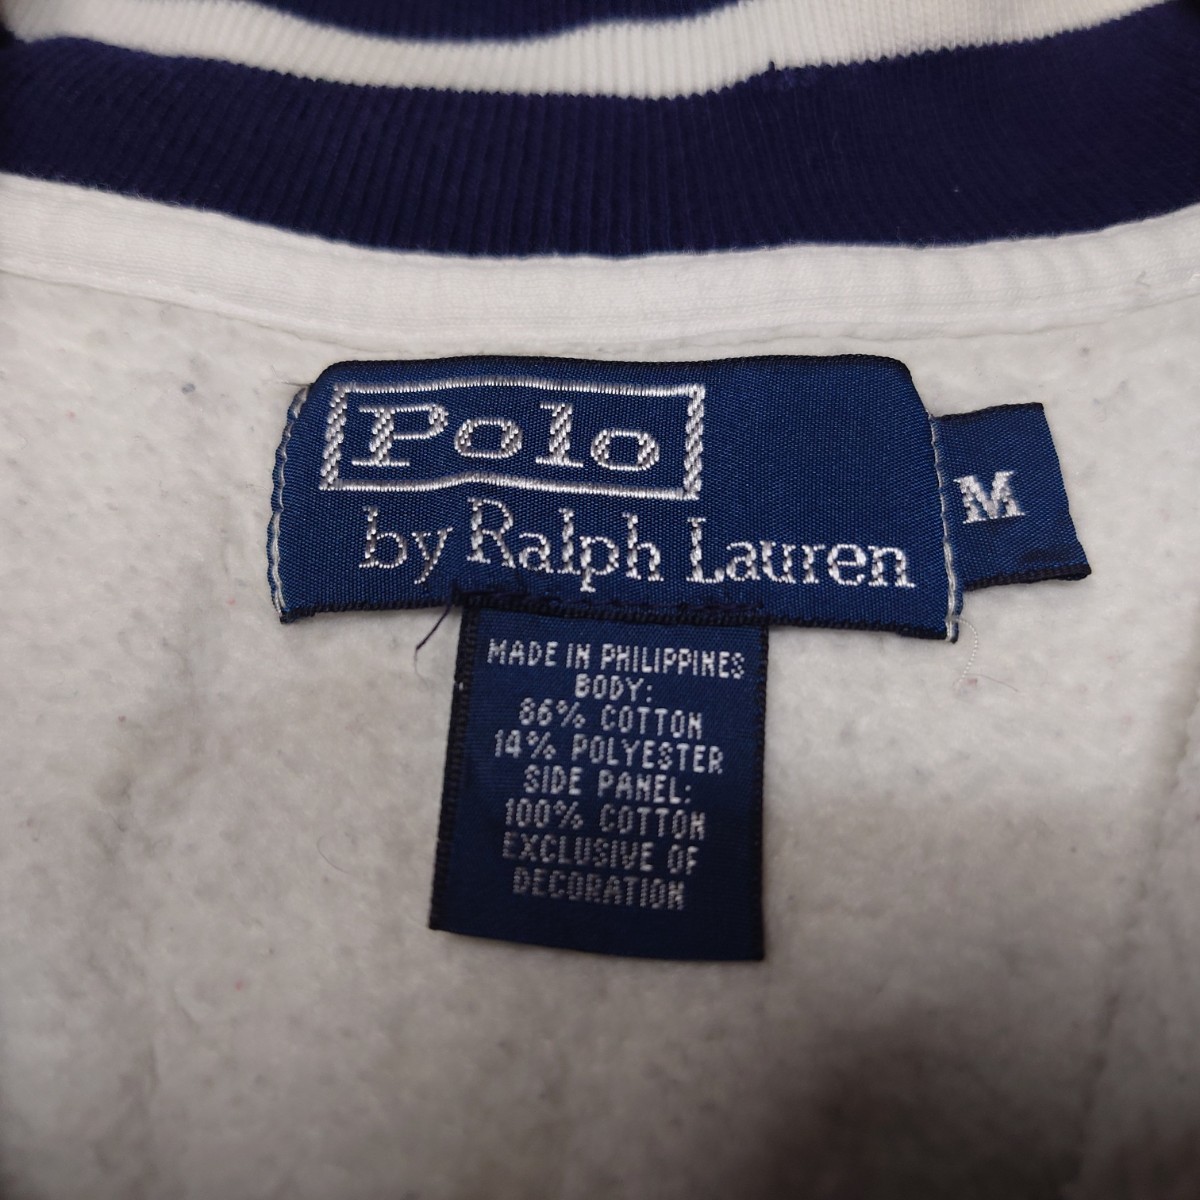 Polo
by Ralph Lauren
M
MADE IN PHILIPPINES
BODY:
86% COTTON
14% POLYESTER
SIDE PANEL:
100% COTTON
EXCLUSIVE OF
DECORATION